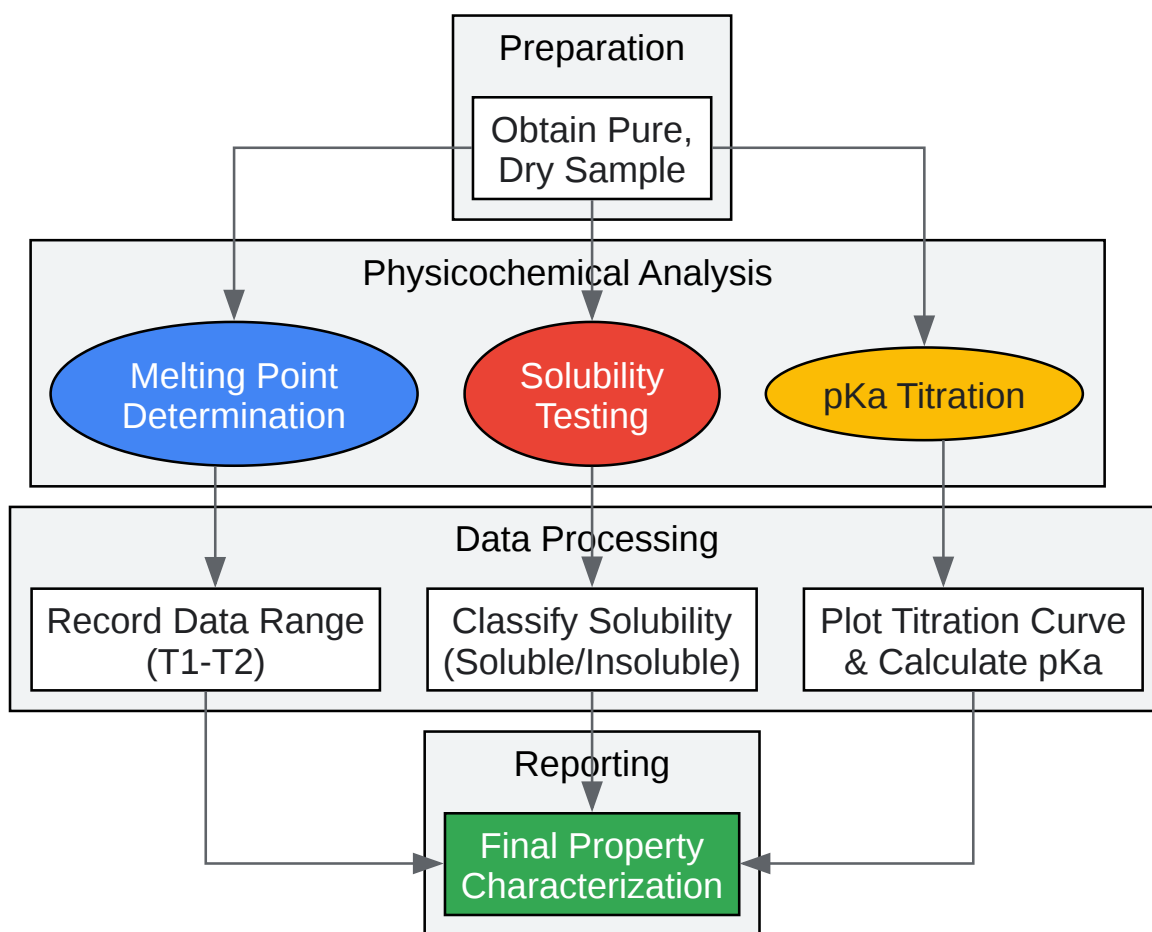 Preparation
Obtain Pure,
Dry Sample
Physicochemical Analysis
Melting Point
Determination
Solubility
Testing
pKa Titration
Data Processing
Record Data Range
(T1-T2)
Classify Solubility
(Soluble/Insoluble)
Plot Titration Curve
& Calculate pKa
Reporting
Final Property
Characterization